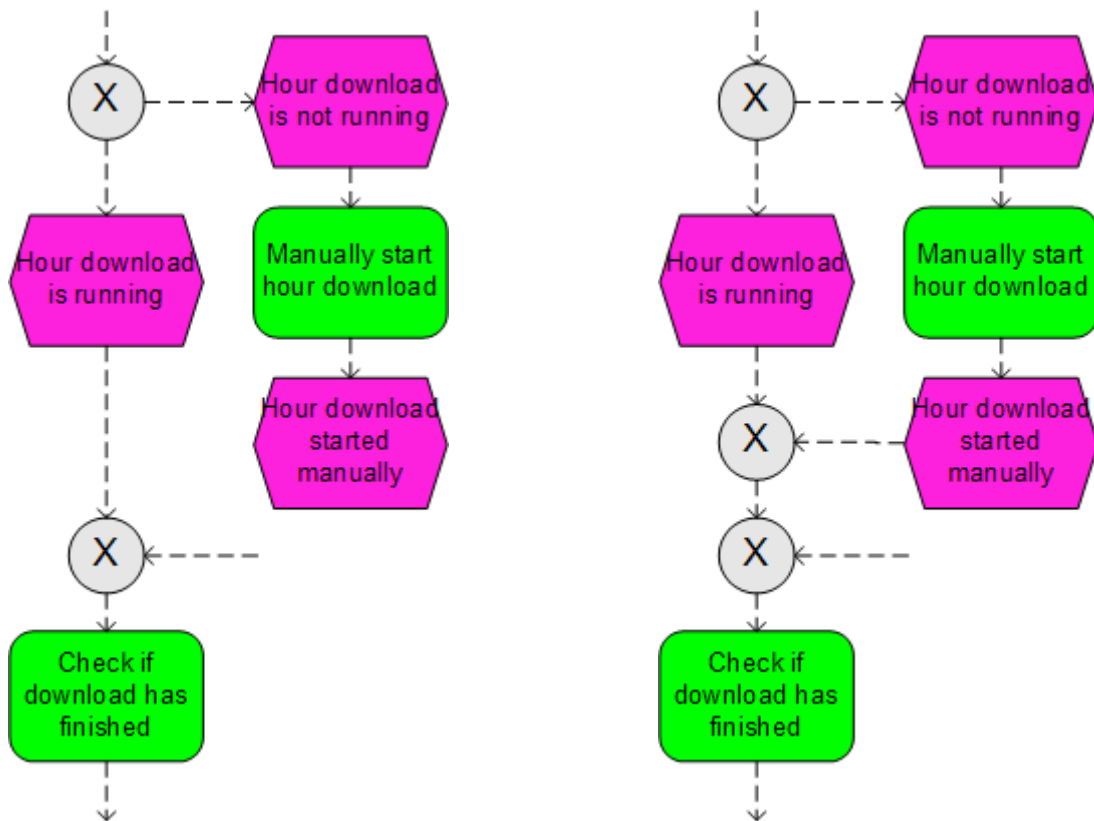 X
Hour download
is not running
Hour download
is running
Manually start
hour download
Hour download
started
manually
X
Check if
download has
finished
X
Hour download
is not running
Hour download
is running
Manually start
hour download
X
Hour download
started
manually
X
Check if
download has
finished